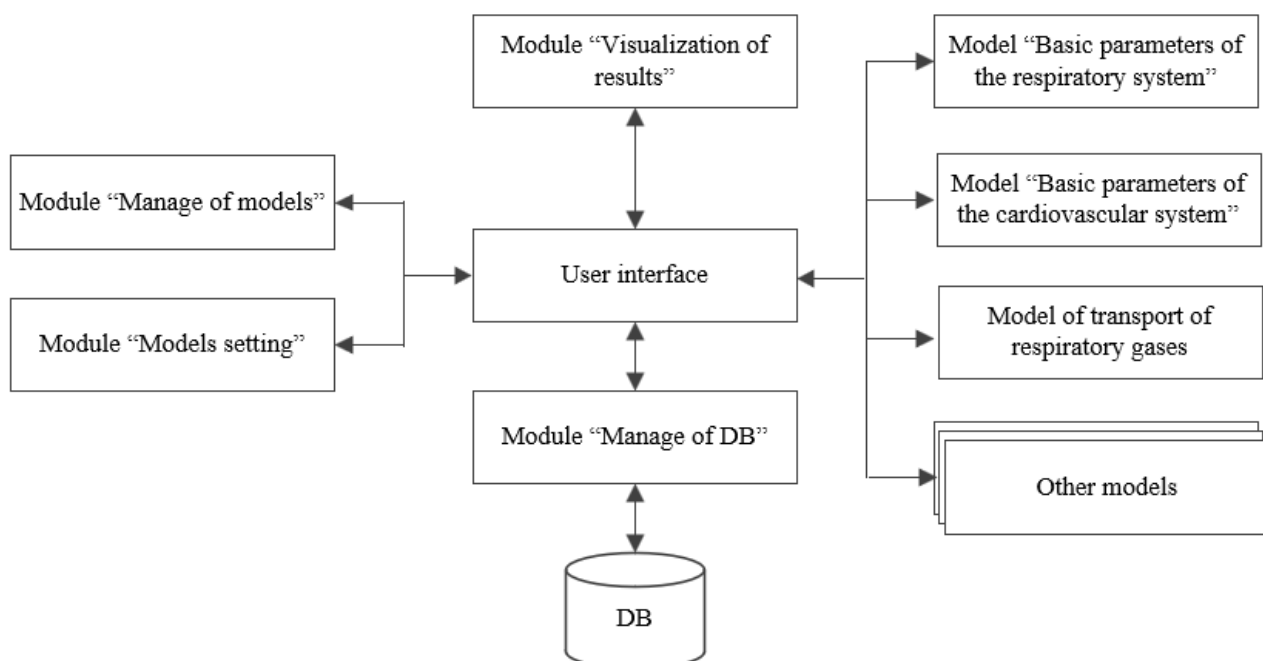 Module “Visualization of
results”
Model “Basic parameters of
the respiratory system”
Module “Manage of models”
Model “Basic parameters of
the cardiovascular system”
User interface
Module “Models setting”
Model of transport of
respiratory gases
Module “Manage of DB”
Other models
DB